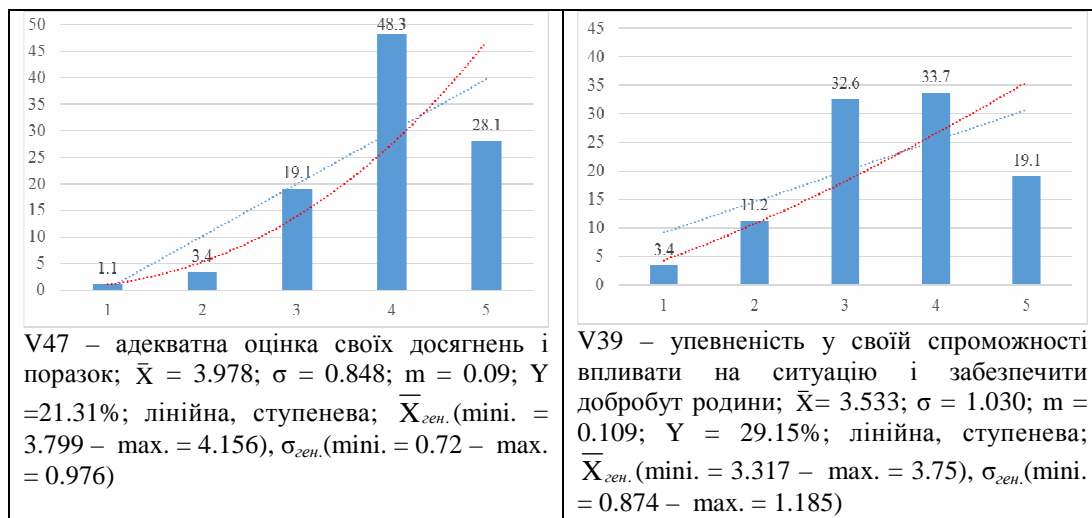 50
45
40
35
30
25
20
15
10
5
0
1.1
3.4
19.1
48.3
28.1
1 2 3 4 5
V47 – адекватна оцінка своїх досягнень і
поразок; X̄ = 3.978; σ = 0.848; m = 0.09; Y
=21.31%; лінійна, ступенева; X̄ген.(mini. =
3.799 – max. = 4.156), σген.(mini. = 0.72 – max.
= 0.976)
45
40
35
30
25
20
15
10
5
0
3.4
11.2
32.6
33.7
19.1
1 2 3 4 5
V39 – упевненість у своїй спроможності
впливати на ситуацію і забезпечити
добробут родини; X̄= 3.533; σ = 1.030; m =
0.109; Y = 29.15%; лінійна, ступенева;
X̄ген.(mini. = 3.317 – max. = 3.75), σген.(mini.
= 0.874 – max. = 1.185)